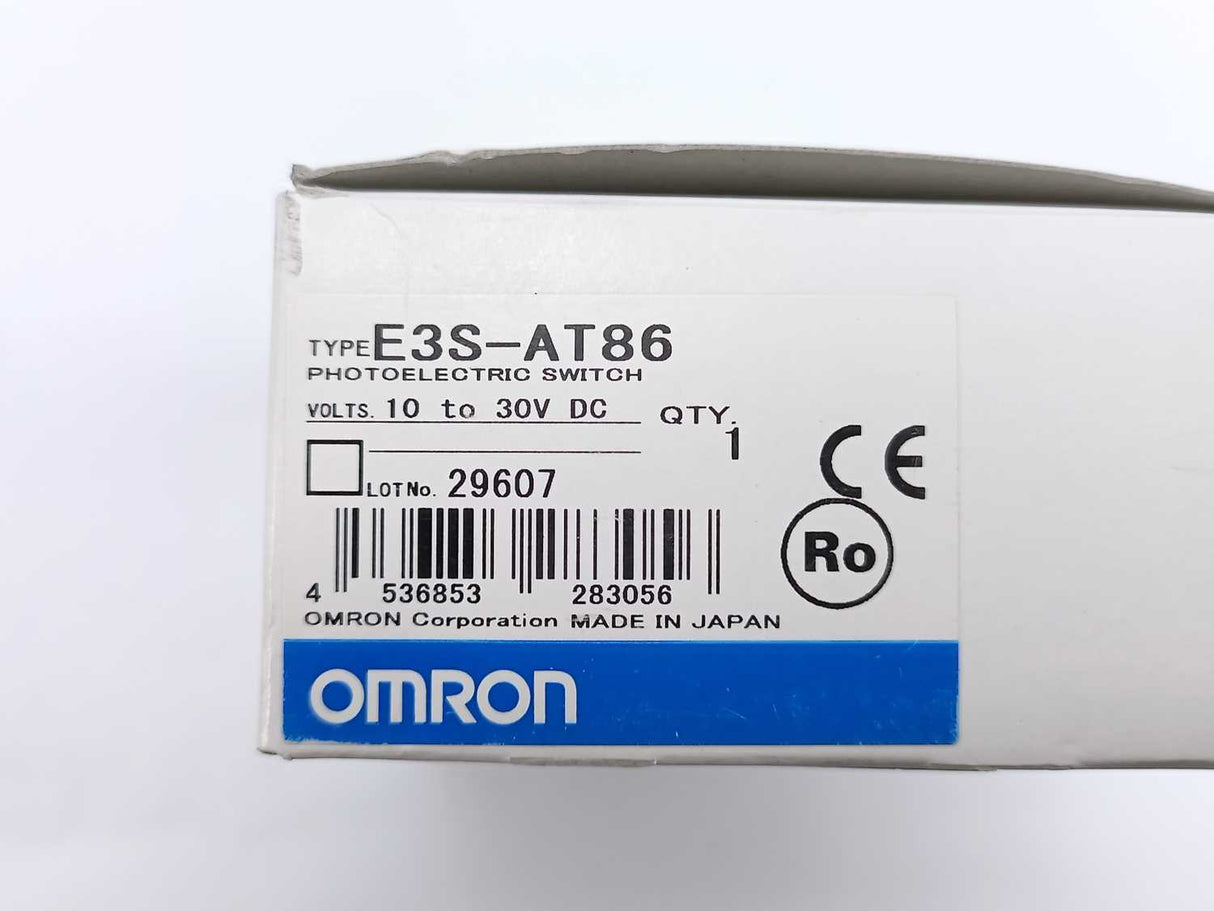 TYPE E3S-AT86
PHOTOELECTRIC SWITCH
VOLTS. 10 to 30V DC QTY.
1
LOT No. 29607
CE
Ro
4 536853 283056
OMRON Corporation MADE IN JAPAN
OMRON